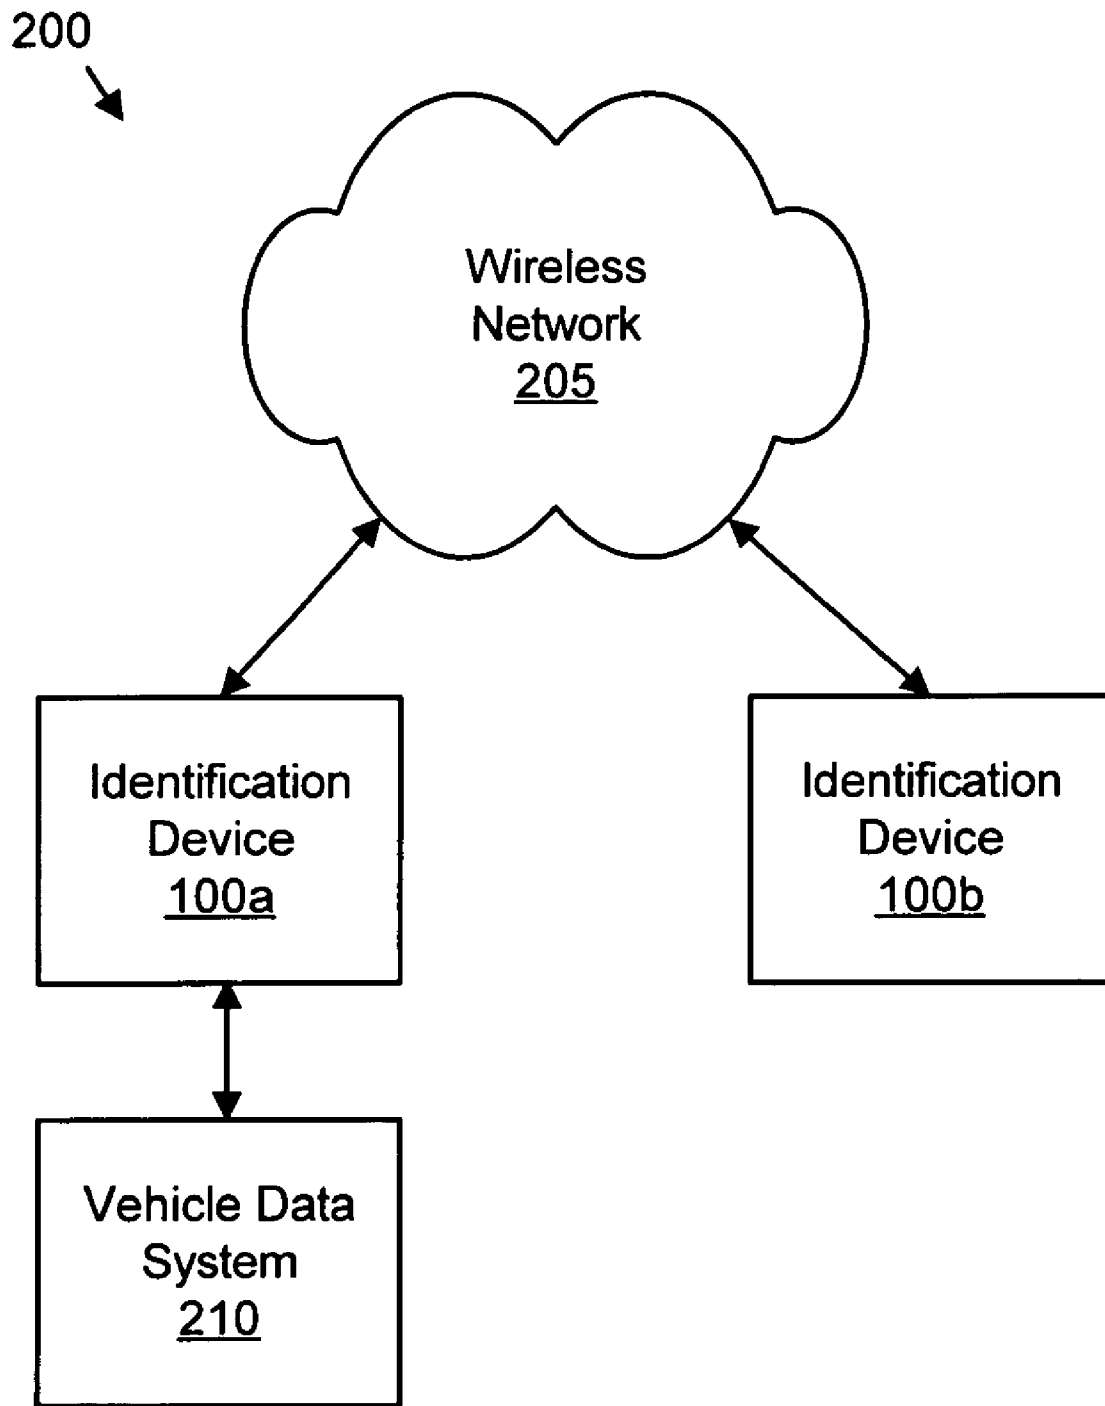 200
Wireless
Network
205
Identification
Device
100a
Identification
Device
100b
Vehicle Data
System
210